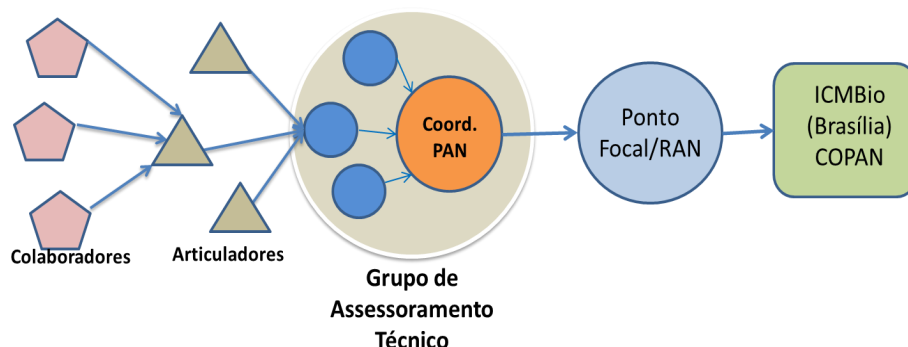 Colaboradores
Articuladores
Coord.
PAN
Grupo de
Assessoramento
Técnico
Ponto
Focal/RAN
ICMBio
(Brasília)
COPAN